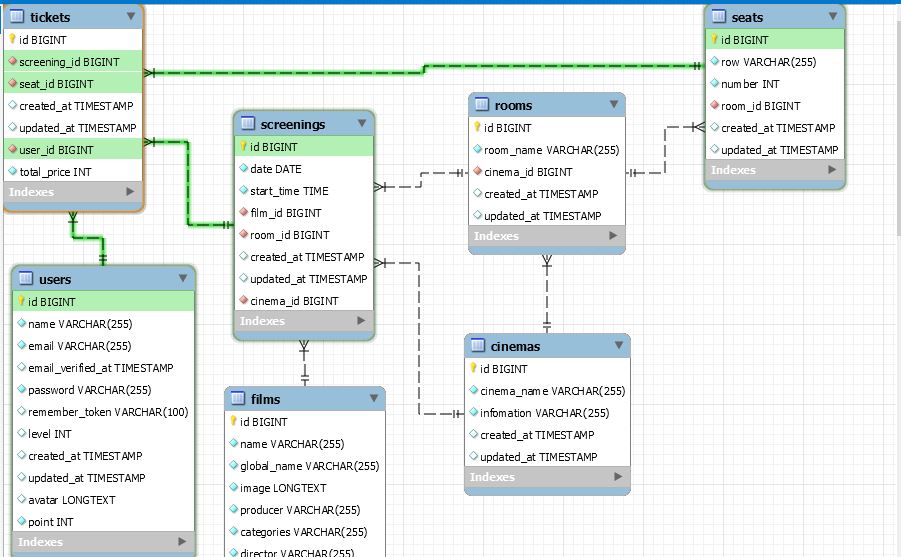 tickets
id BIGINT
screening_id BIGINT
seat_id BIGINT
created_at TIMESTAMP
updated_at TIMESTAMP
user_id BIGINT
total_price INT
Indexes
users
id BIGINT
name VARCHAR(255)
email VARCHAR(255)
email_verified_at TIMESTAMP
password VARCHAR(255)
remember_token VARCHAR(100)
level INT
created_at TIMESTAMP
updated_at TIMESTAMP
avatar LONGTEXT
point INT
Indexes
screenings
id BIGINT
date DATE
start_time TIME
film_id BIGINT
room_id BIGINT
created_at TIMESTAMP
updated_at TIMESTAMP
cinema_id BIGINT
Indexes
films
id BIGINT
name VARCHAR(255)
global_name VARCHAR(255)
image LONGTEXT
producer VARCHAR(255)
categories VARCHAR(255)
director VARCHAR(255)
rooms
id BIGINT
room_name VARCHAR(255)
cinema_id BIGINT
created_at TIMESTAMP
updated_at TIMESTAMP
Indexes
cinemas
id BIGINT
cinema_name VARCHAR(255)
infomation VARCHAR(255)
created_at TIMESTAMP
updated_at TIMESTAMP
Indexes
seats
id BIGINT
row VARCHAR(255)
number INT
room_id BIGINT
created_at TIMESTAMP
updated_at TIMESTAMP
Indexes